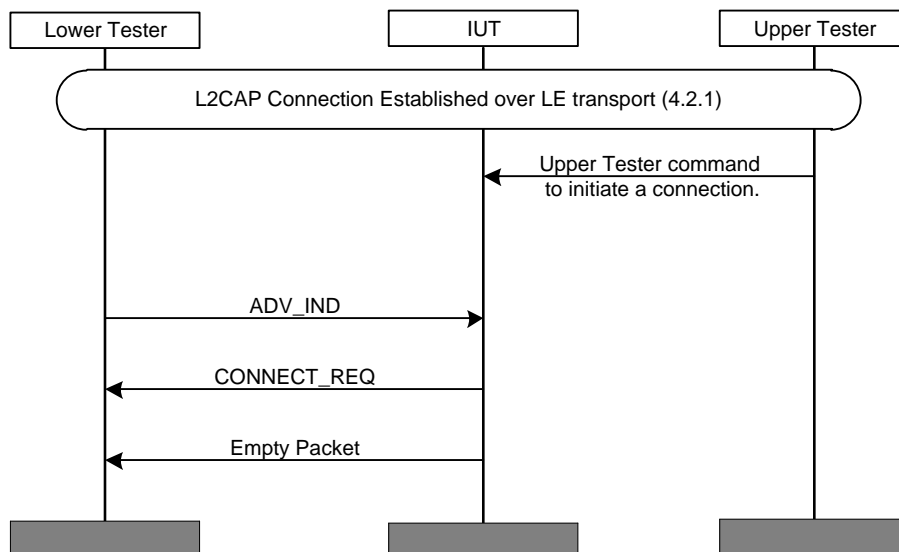 Lower Tester
IUT
Upper Tester
L2CAP Connection Established over LE transport (4.2.1)
Upper Tester command
to initiate a connection.
ADV_IND
CONNECT_REQ
Empty Packet